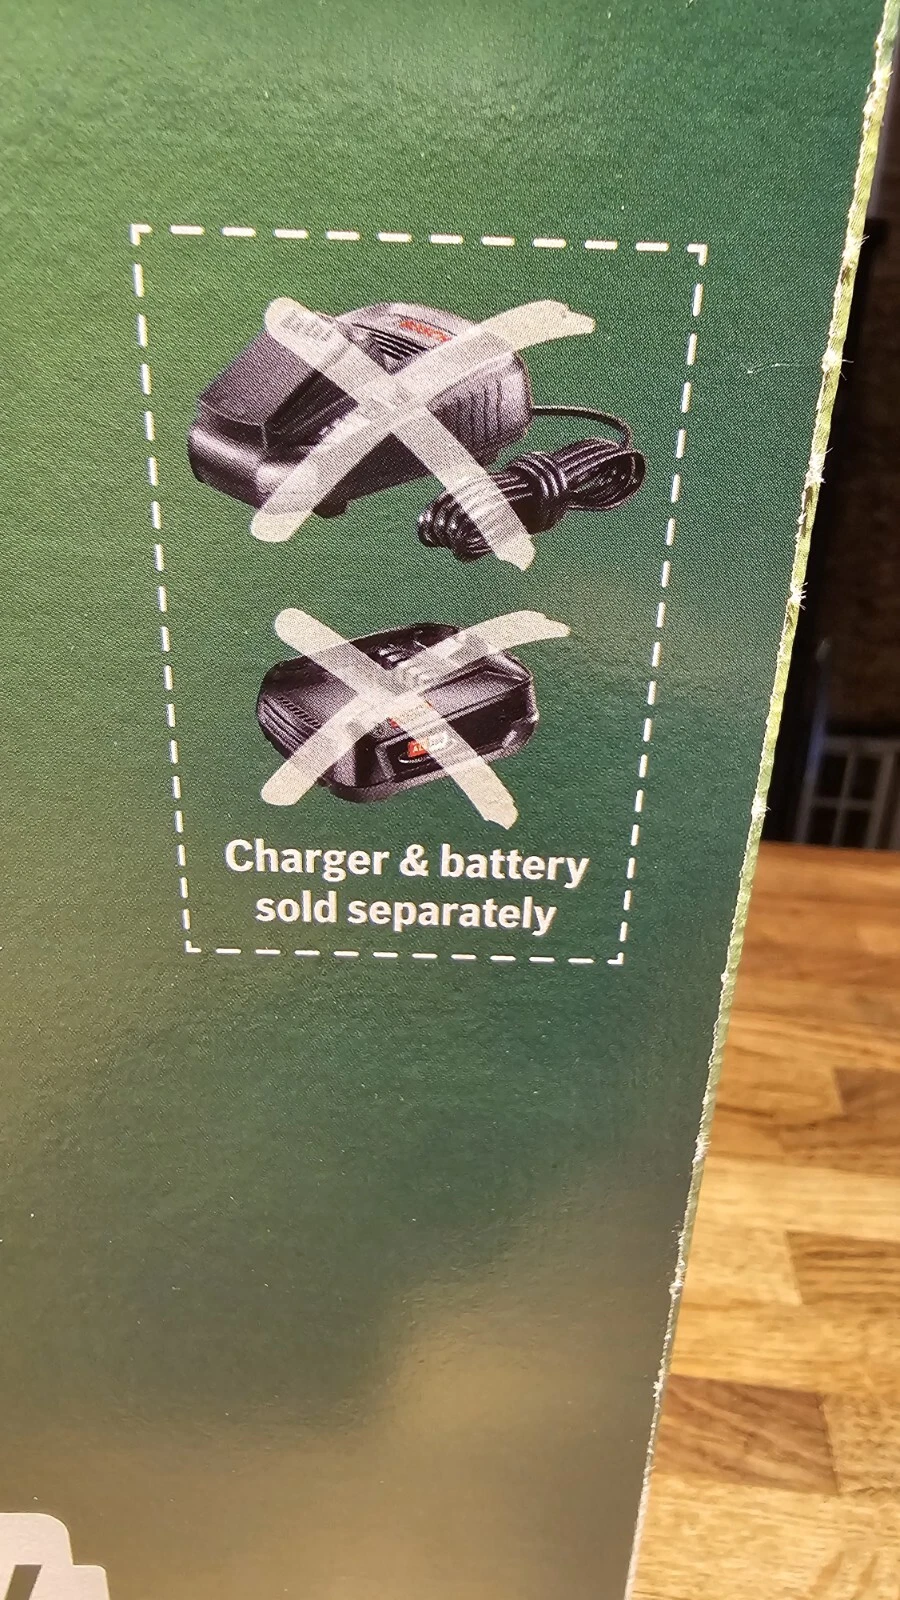 Charger & battery
sold separately